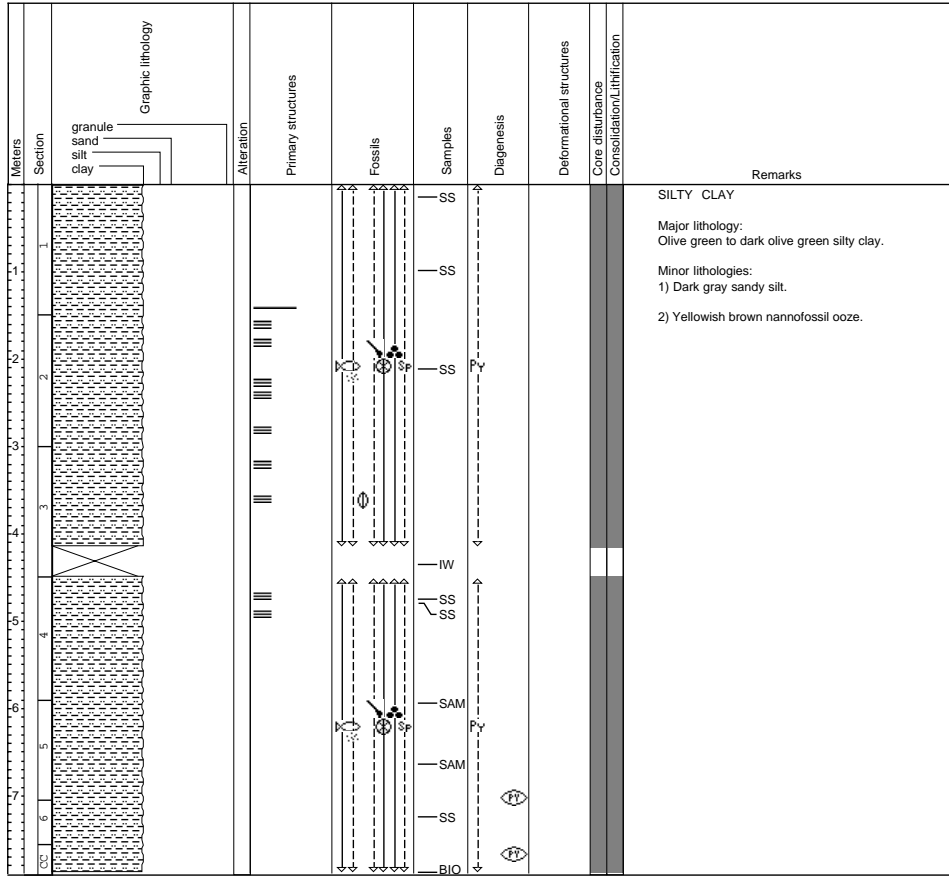 Meters
Section
Graphic lithology
granule
sand
silt
clay
Alteration
Primary structures
Fossils
Samples
Diagenesis
Deformational structures
Core disturbance
Consolidation/Lithification
Remarks
SILTY CLAY
Major lithology:
Olive green to dark olive green silty clay.
Minor lithologies:
1) Dark gray sandy silt.
2) Yellowish brown nannofossil ooze.
1
2
3
4
5
6
7
1
2
3
4
5
6
CC
SS
SS
SS
IW
SS
SS
SAM
SAM
SS
BIO
SP
PY
SP
PY
PY
PY